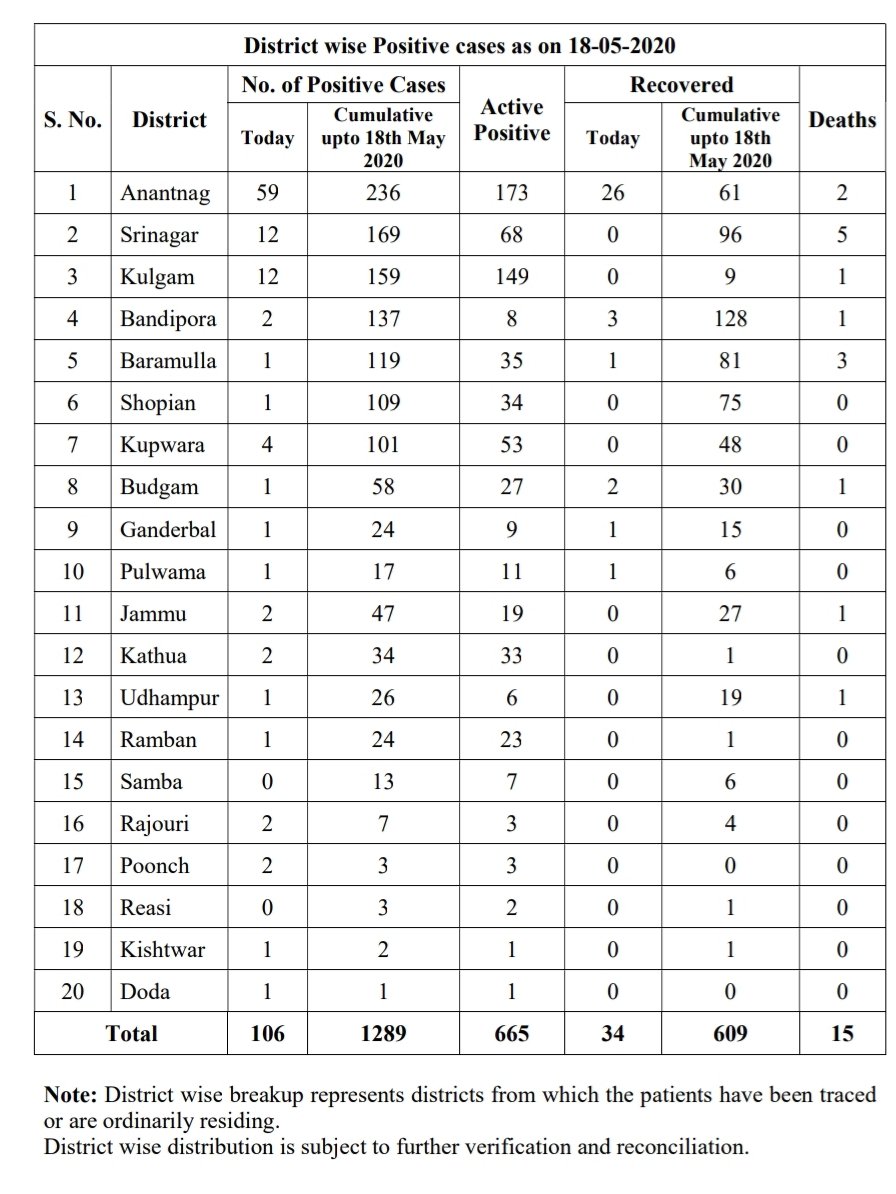 District wise Positive cases as on 18-05-2020
S. No. District No. of Positive Cases Active Positive Recovered Deaths
Today Cumulative upto 18th May 2020 Today Cumulative upto 18th May 2020
1 Anantnag 59 236 173 26 61 2
2 Srinagar 12 169 68 0 96 5
3 Kulgam 12 159 149 0 9 1
4 Bandipora 2 137 8 3 128 1
5 Baramulla 1 119 35 1 81 3
6 Shopian 1 109 34 0 75 0
7 Kupwara 4 101 53 0 48 0
8 Budgam 1 58 27 2 30 1
9 Ganderbal 1 24 9 1 15 0
10 Pulwama 1 17 11 1 6 0
11 Jammu 2 47 19 0 27 1
12 Kathua 2 34 33 0 1 0
13 Udhampur 1 26 6 0 19 1
14 Ramban 1 24 23 0 1 0
15 Samba 0 13 7 0 6 0
16 Rajouri 2 7 3 0 4 0
17 Poonch 2 3 3 0 0 0
18 Reasi 0 3 2 0 1 0
19 Kishtwar 1 2 1 0 1 0
20 Doda 1 1 1 0 0 0
Total 106 1289 665 34 609 15
Note: District wise breakup represents districts from which the patients have been traced
or are ordinarily residing.
District wise distribution is subject to further verification and reconciliation.